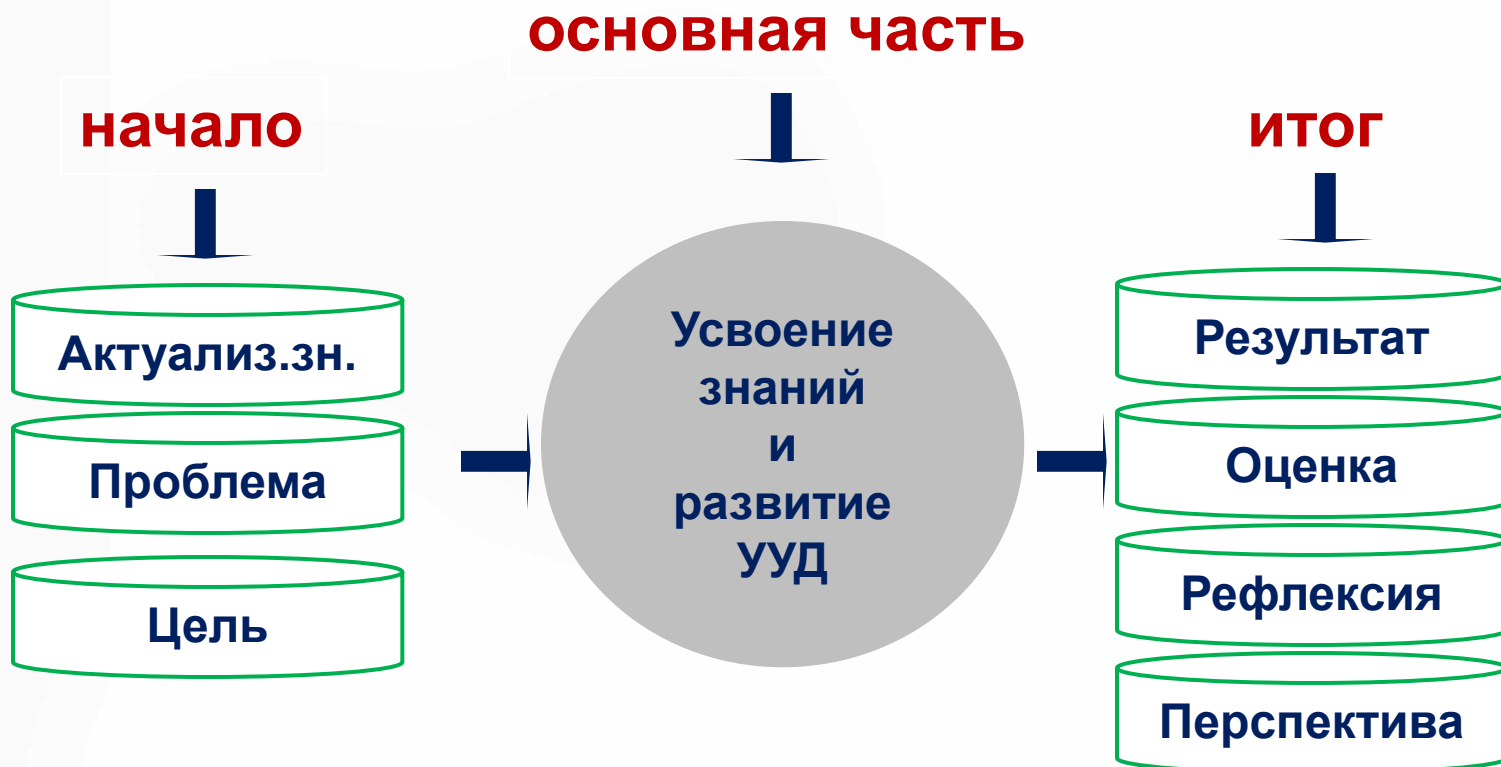 основная часть
начало
итог
Актуализ.зн.
Проблема
Цель
Усвоение
знаний
и
развитие
УУД
Результат
Оценка
Рефлексия
Перспектива